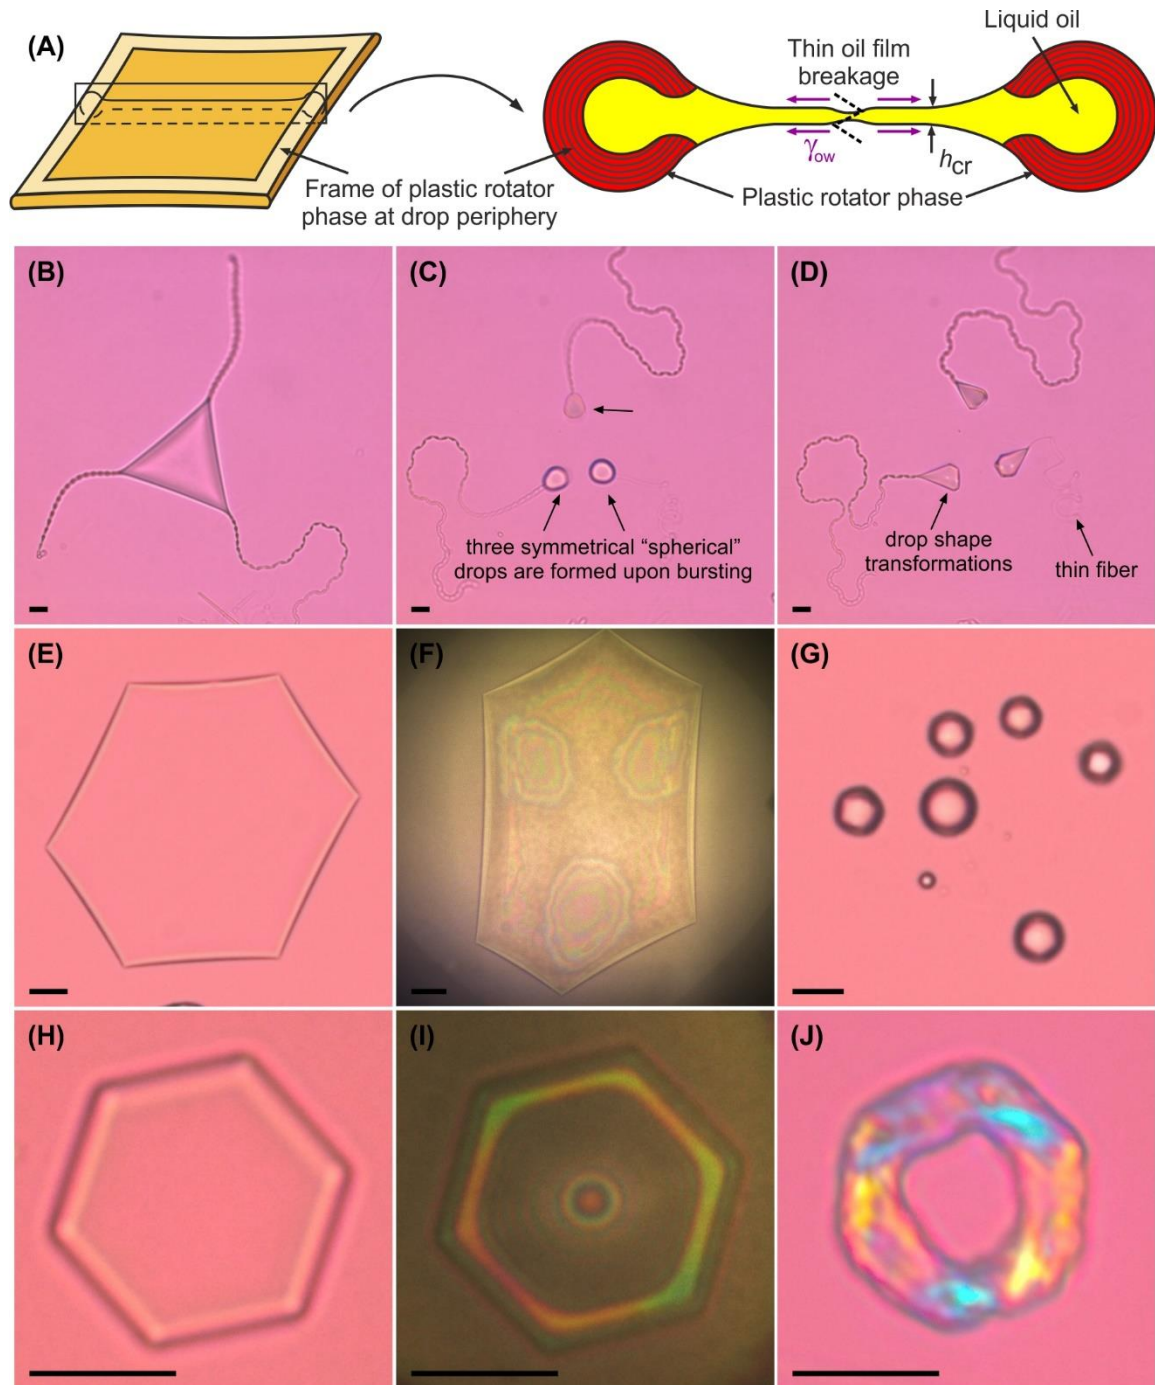 (A)
Thin oil film
breakage
Liquid oil
γow
hcr
Frame of plastic rotator
phase at drop periphery
Plastic rotator phase
(B)
(C)
three symmetrical “spherical”
drops are formed upon bursting
(D)
drop shape
transformations
thin fiber
(E)
(F)
(G)
(H)
(I)
(J)